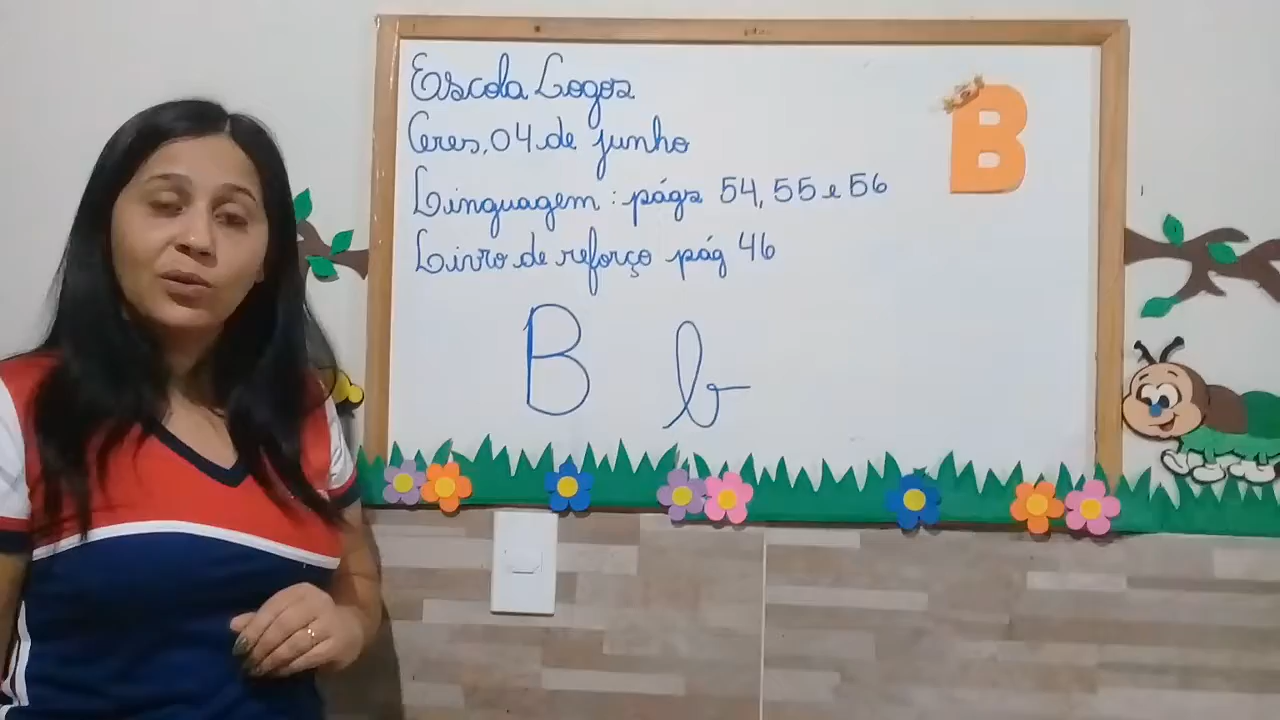 Escola Logos
Ceres, 04 de junho
Linguagem: págs 54, 55 e 56
Livro de reforço pág 46
B b
B